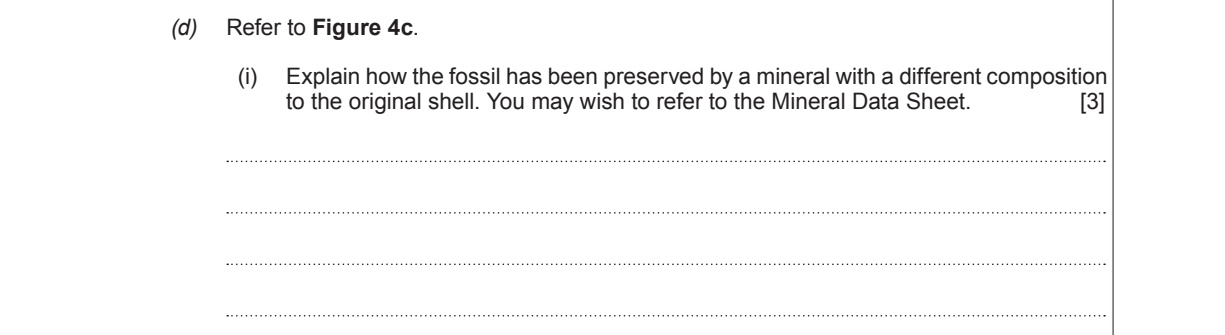 (d) Refer to Figure 4c.
(i) Explain how the fossil has been preserved by a mineral with a different composition
to the original shell. You may wish to refer to the Mineral Data Sheet. [3]